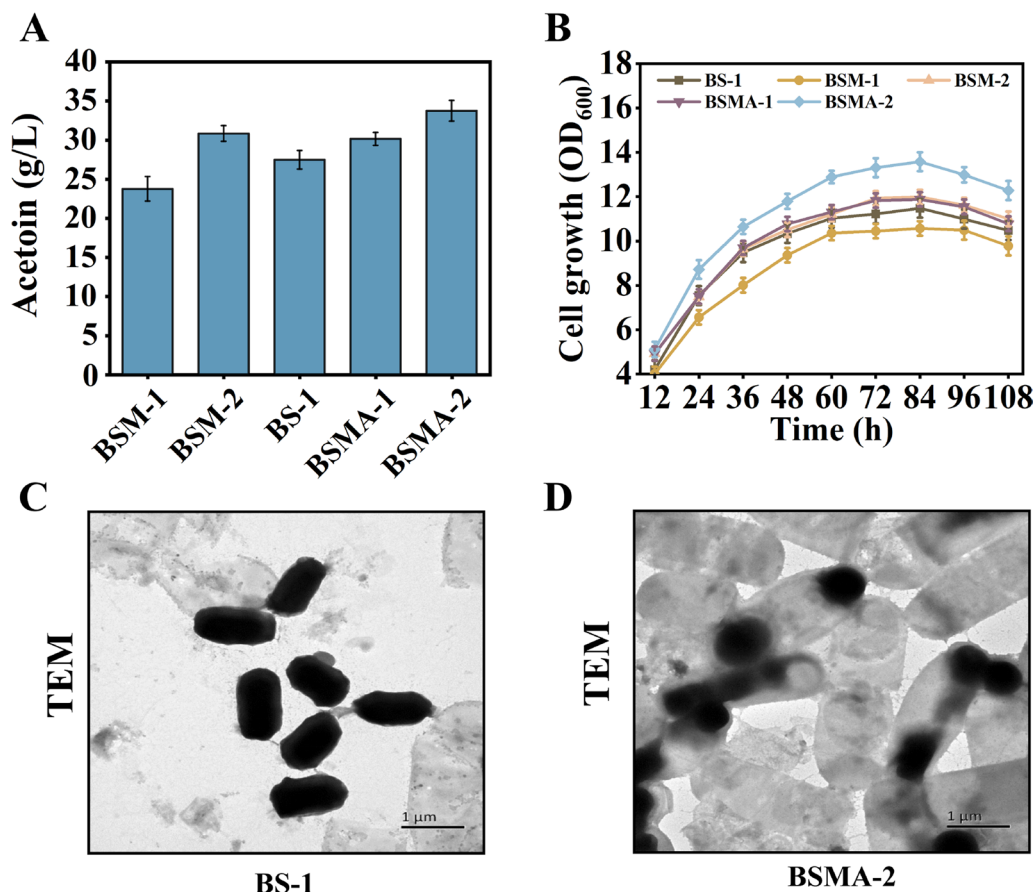 A
Acetoin (g/L)
40
35
30
25
20
15
10
5
0
BSM-1
BSM-2
BS-1
BSMA-1
BSMA-2
B
Cell growth (OD₆₀₀)
18
16
14
12
10
8
6
4
BS-1 BSM-1 BSM-2
BSMA-1 BSMA-2
12 24 36 48 60 72 84 96 108
Time (h)
C
TEM
1 μm
BS-1
D
TEM
1 μm
BSMA-2